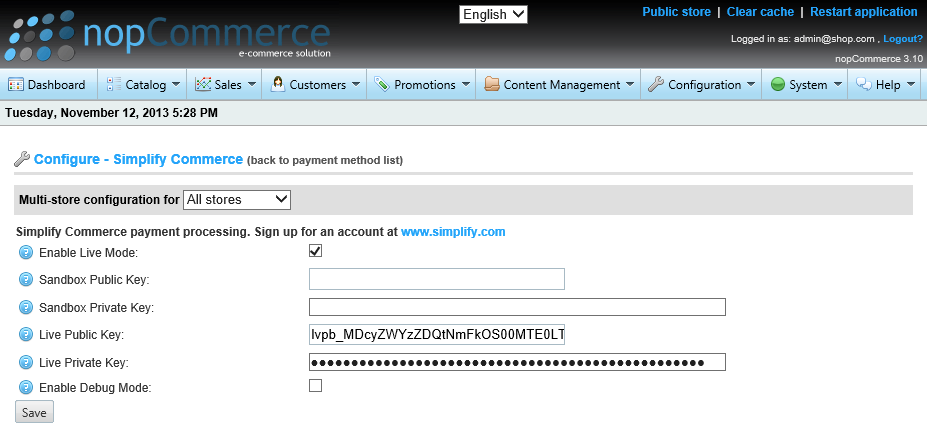 English
Public store | Clear cache | Restart application
nopCommerce
e-commerce solution
Logged in as: admin@shop.com , Logout?
nopCommerce 3.10
Dashboard Catalog Sales Customers Promotions Content Management Configuration System Help
Tuesday, November 12, 2013 5:28 PM
Configure - Simplify Commerce (back to payment method list)
Multi-store configuration for All stores
Simplify Commerce payment processing. Sign up for an account at www.simplify.com
? Enable Live Mode:
? Sandbox Public Key:
? Sandbox Private Key:
? Live Public Key: lvpb_MDcyZWYzZDQtNmFkOS00MTE0LT
? Live Private Key: ●●●●●●●●●●●●●●●●●●●●●●●●●●●●●●●●●●●●●●●●●●●●●●●●●●
? Enable Debug Mode:
Save